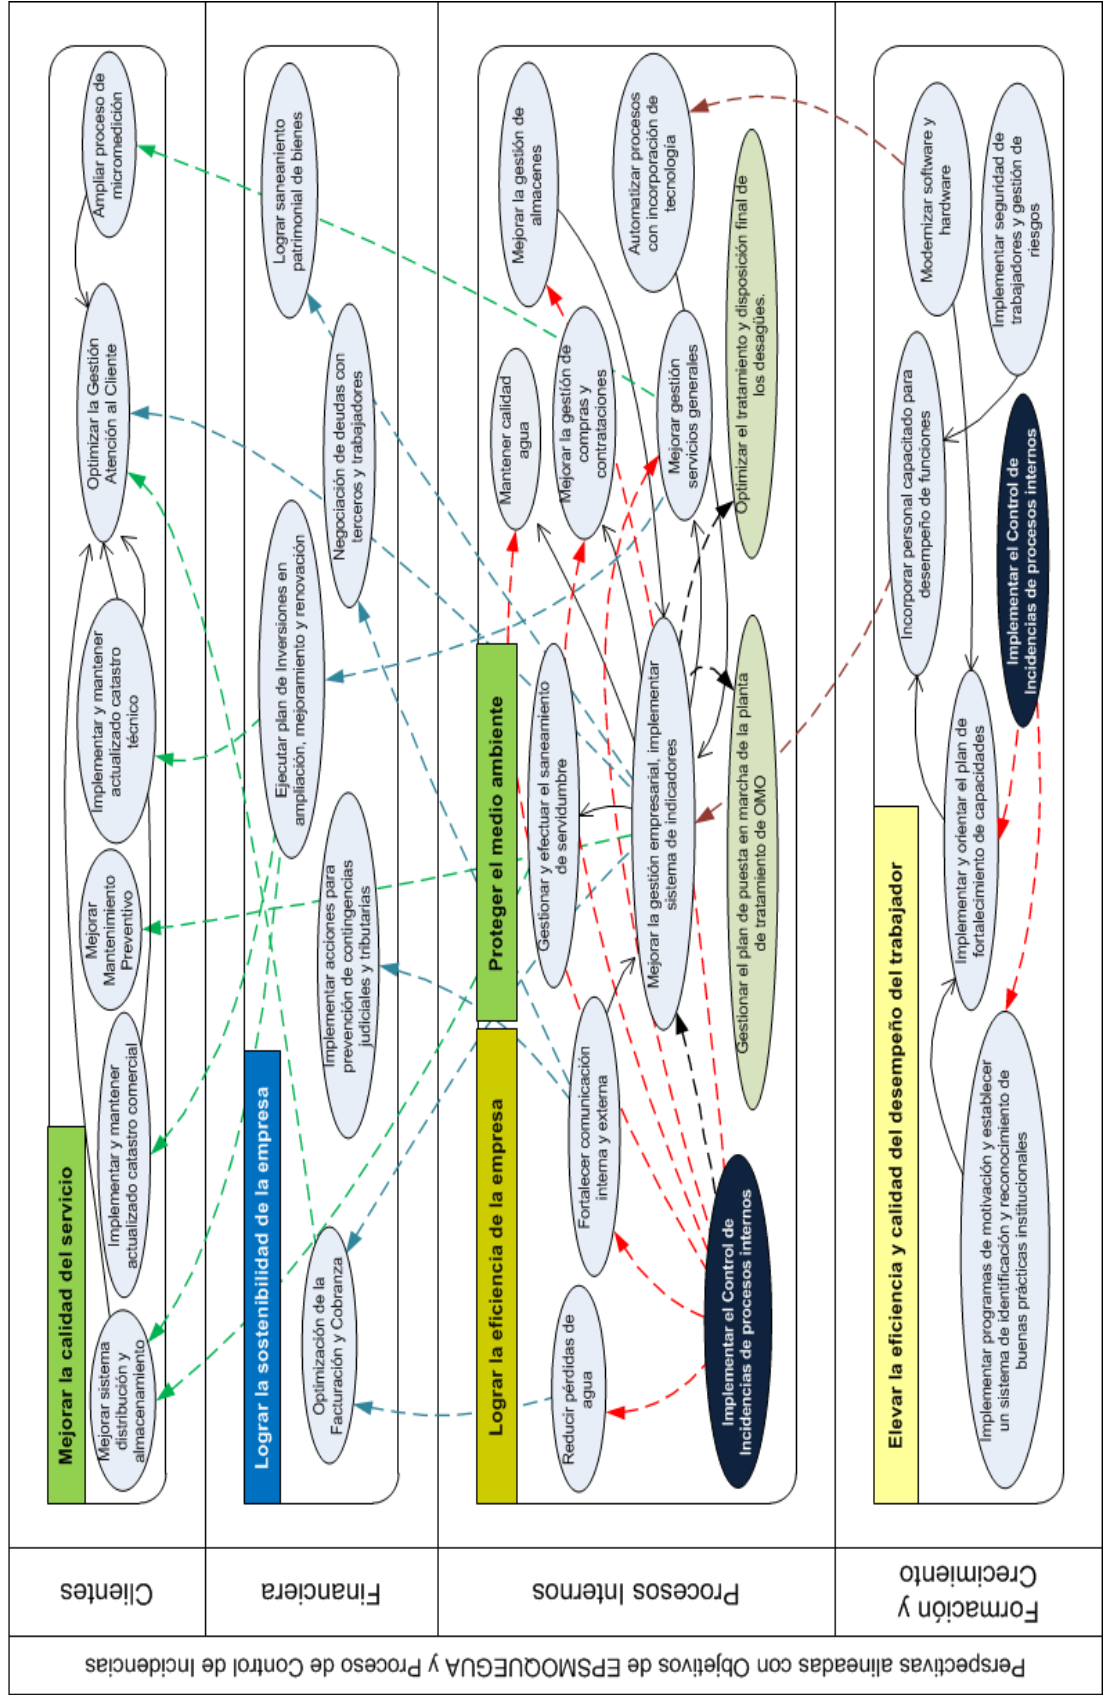 Perspectivas alineadas con Objetivos de EPSMOQUEGUA y Proceso de Control de Incidencias
Clientes
Mejorar la calidad del servicio
Mejorar sistema
distribución y
almacenamiento
Implementar y mantener
actualizado catastro comercial
Mejorar
Mantenimiento
Preventivo
Implementar y mantener
actualizado catastro
técnico
Optimizar la Gestión
Atención al Cliente
Ampliar proceso de
micromedición
Financiera
Lograr la sostenibilidad de la empresa
Optimización de la
Facturación y Cobranza
Implementar acciones para
prevención de contingencias
judiciales y tributarias
Ejecutar plan de Inversiones en
ampliación, mejoramiento y renovación
Negociación de deudas con
terceros y trabajadores
Lograr saneaniento
patrimonial de bienes
Procesos Internos
Lograr la eficiencia de la empresa
Proteger el medio ambiente
Reducir pérdidas de
agua
Fortalecer comunicación
interna y externa
Gestionar y efectuar el saneamiento
de servidumbre
Mantener calidad
agua
Mejorar la gestión de
compras y
contrataciones
Mejorar la gestión de
almacenes
Implementar el Control de
Incidencias de procesos internos
Mejorar la gestión empresarial, implementar
sistema de indicadores
Mejorar gestión
servicios generales
Automatizar procesos
con incorporación de
tecnología
Gestionar el plan de puesta en marcha de la planta
de tratamiento de OMO
Optimizar el tratamiento y disposición final de
los desagües.
Formación y
Crecimiento
Elevar la eficiencia y calidad del desempeño del trabajador
Implementar programas de motivación y establecer
un sistema de identificación y reconocimiento de
buenas prácticas institucionales
Implementar y orientar el plan de
fortalecimiento de capacidades
Implementar el Control de
Incidencias de procesos internos
Incorporar personal capacitado para
desempeño de funciones
Modernizar software y
hardware
Implementar seguridad de
trabajadores y gestión de
riesgos